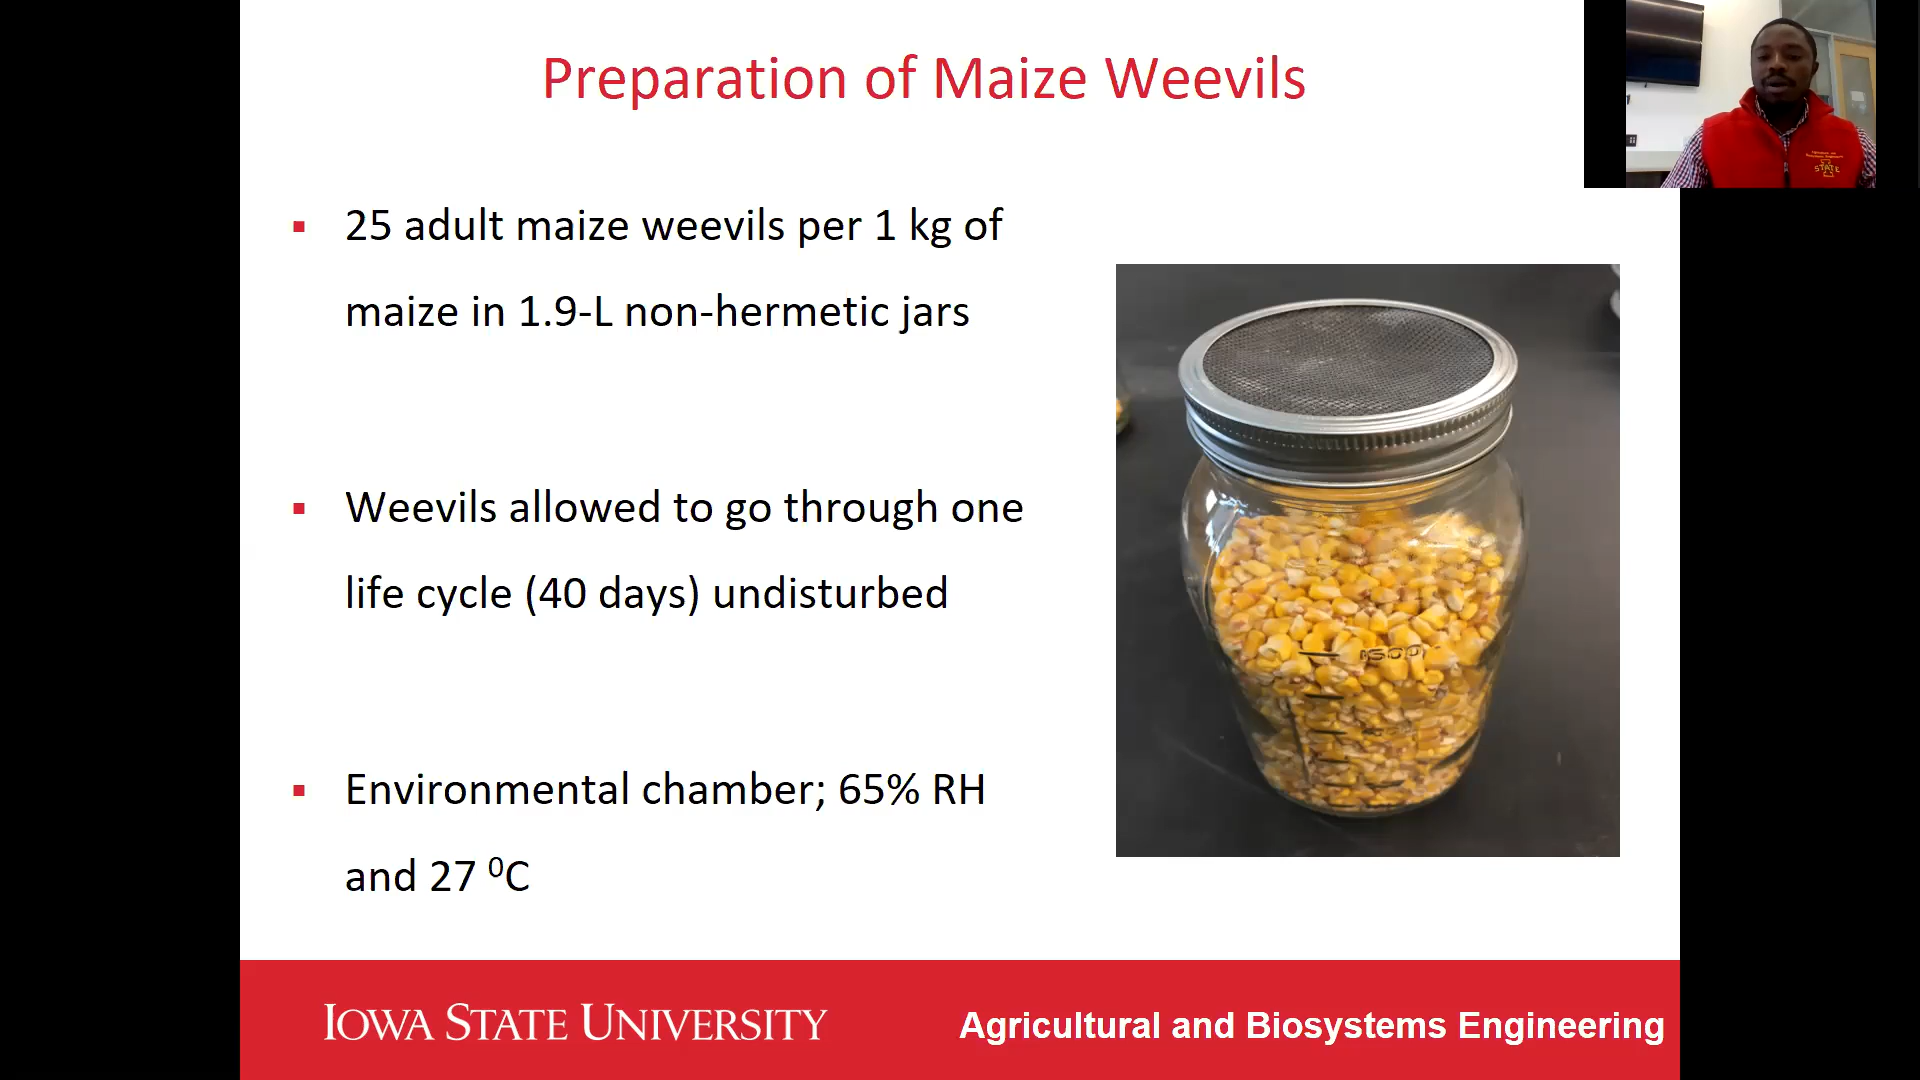 Preparation of Maize Weevils
STATE
▪ 25 adult maize weevils per 1 kg of
maize in 1.9-L non-hermetic jars
▪ Weevils allowed to go through one
life cycle (40 days) undisturbed
▪ Environmental chamber; 65% RH
and 27 ⁰C
1500
IOWA STATE UNIVERSITY
Agricultural and Biosystems Engineering